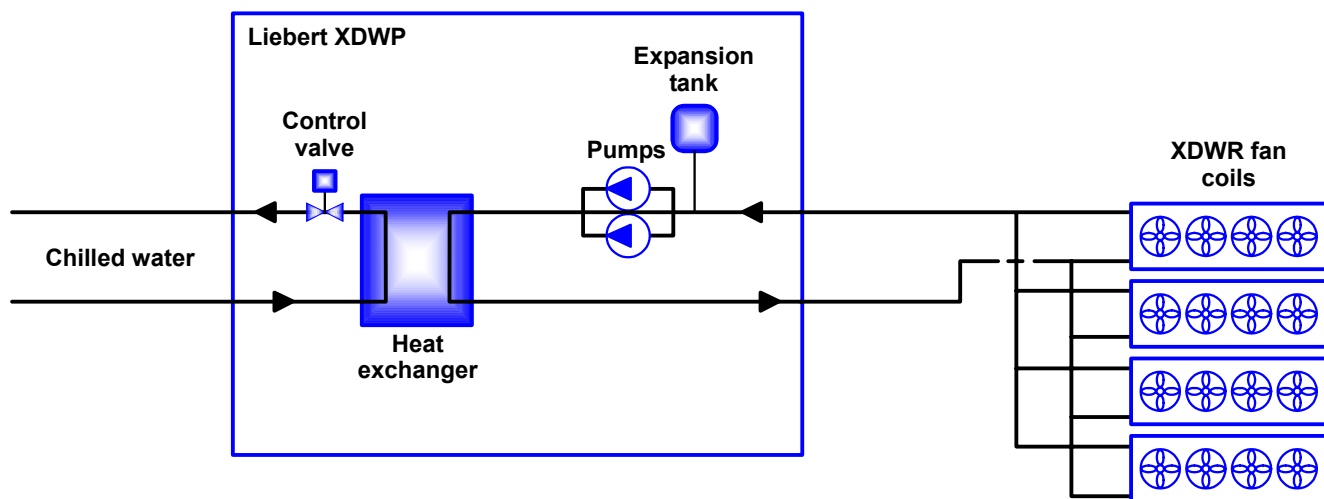 Liebert XDWP
Expansion
tank
Control
valve
Pumps
XDWR fan
coils
Chilled water
Heat
exchanger